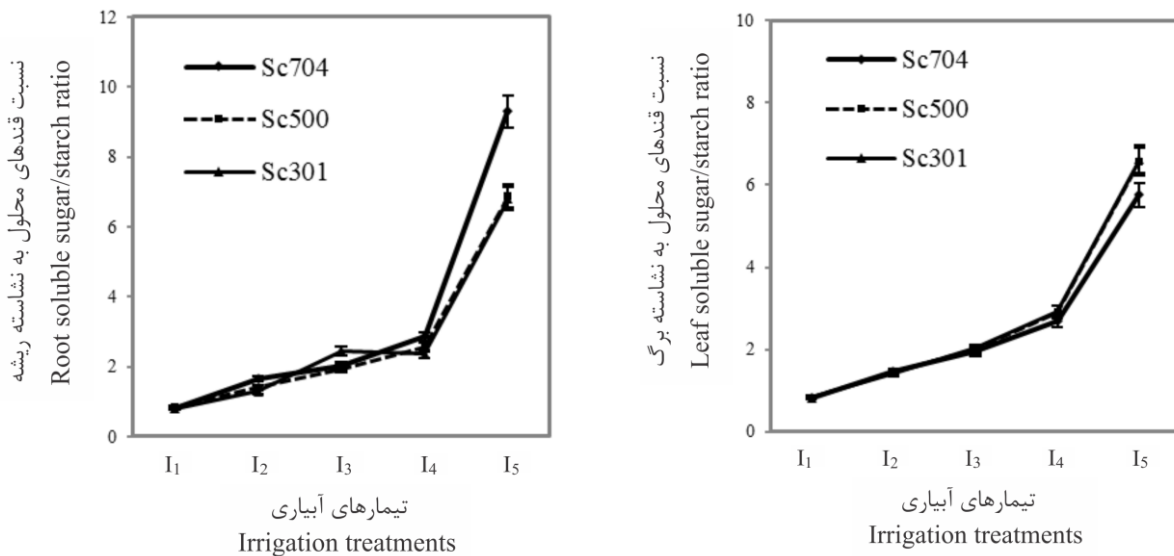 نسبت قندهای محلول به نشاسته ریشه
Root soluble sugar/starch ratio
12
10
8
6
4
2
0
Sc704
Sc500
Sc301
I₁ I₂ I₃ I₄ I₅
تیمارهای آبیاری
Irrigation treatments
نسبت قندهای محلول به نشاسته برگ
Leaf soluble sugar/starch ratio
10
8
6
4
2
0
Sc704
Sc500
Sc301
I₁ I₂ I₃ I₄ I₅
تیمارهای آبیاری
Irrigation treatments